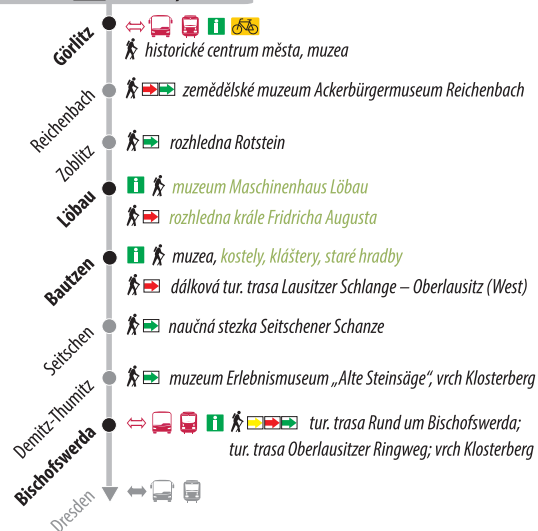 Görlitz
historické centrum města, muzea
Reichenbach
zemědělské muzeum Ackerbürgermuseum Reichenbach
Zoblitz
rozhledna Rotstein
Löbau
i muzeum Maschinenhaus Löbau
rozhledna krále Fridricha Augusta
Bautzen
i muzea, kostely, kláštery, staré hradby
dálková tur. trasa Lausitzer Schlange – Oberlausitz (West)
Seitschen
naučná stezka Seitschener Schanze
Demitz-Thumitz
muzeum Erlebnismuseum „Alte Steinsäge“, vrch Klosterberg
Bischofswerda
i tur. trasa Rund um Bischofswerda;
tur. trasa Oberlausitzer Ringweg; vrch Klosterberg
Dresden